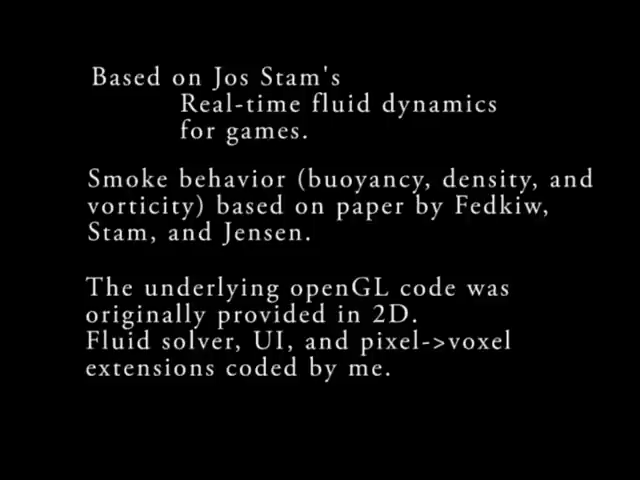 Based on Jos Stam's
Real-time fluid dynamics
for games.
Smoke behavior (buoyancy, density, and
vorticity) based on paper by Fedkiw,
Stam, and Jensen.
The underlying openGL code was
originally provided in 2D.
Fluid solver, UI, and pixel->voxel
extensions coded by me.